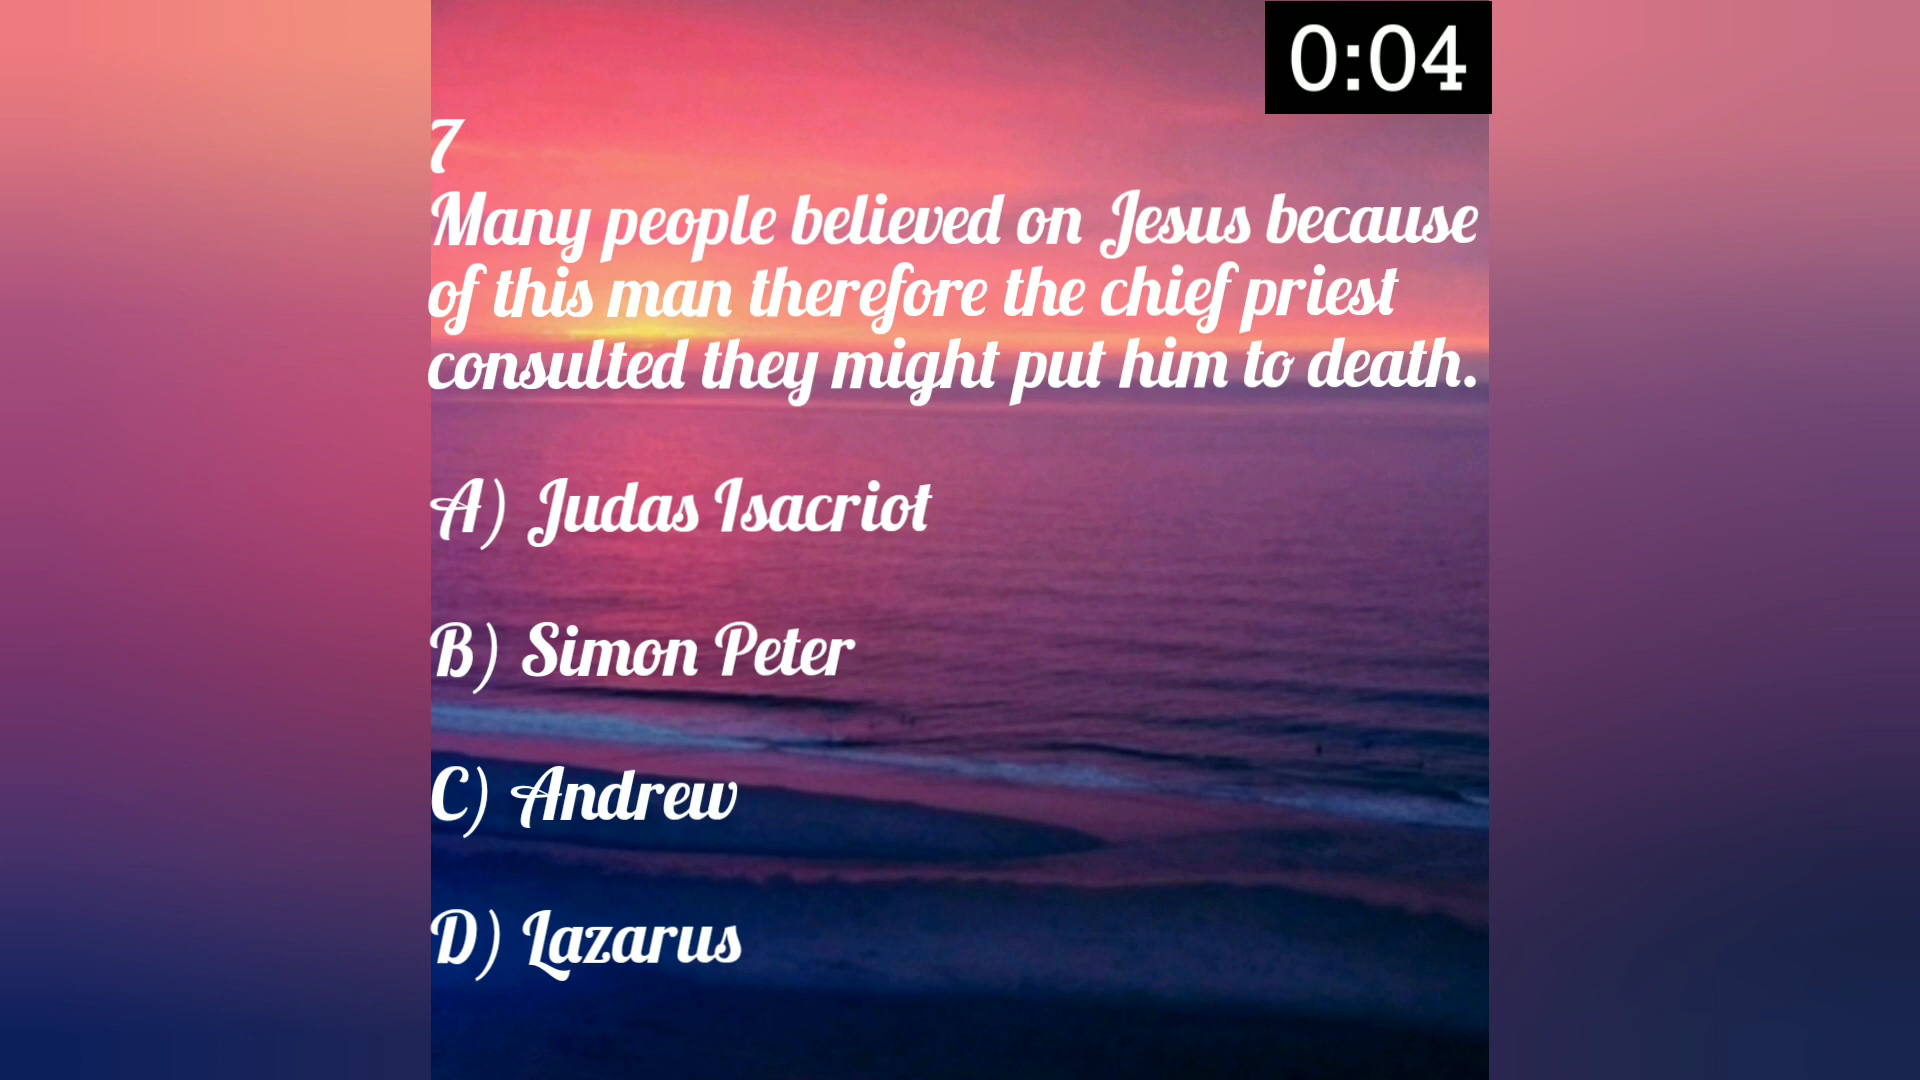 0:04
7
Many people believed on Jesus because
of this man therefore the chief priest
consulted they might put him to death.
A) Judas Isacriot
B) Simon Peter
C) Andrew
D) Lazarus